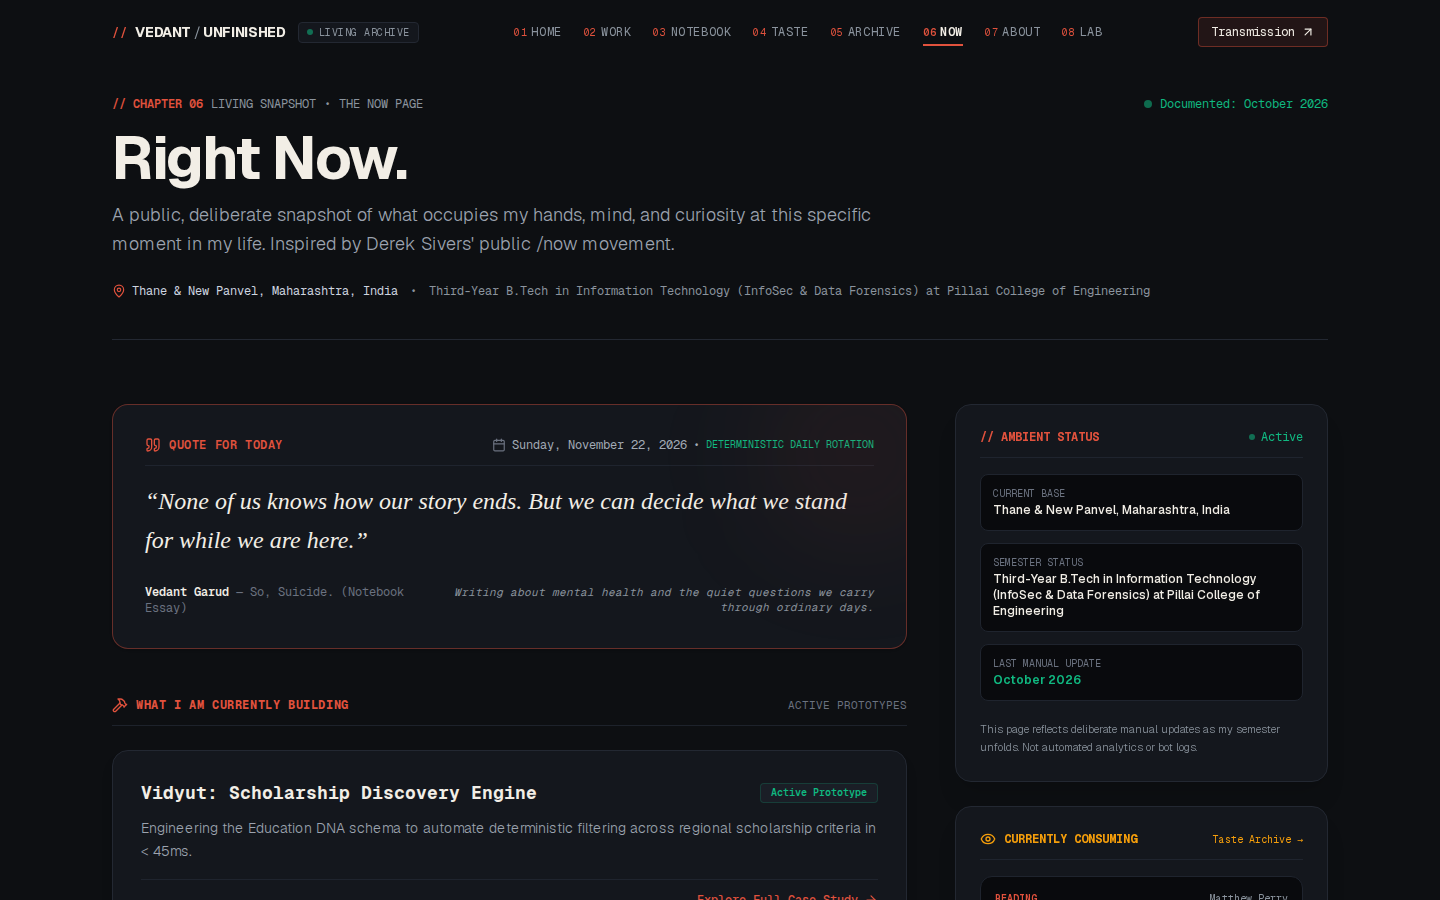 // VEDANT / UNFINISHED
LIVING ARCHIVE
01 HOME
02 WORK
03 NOTEBOOK
04 TASTE
05 ARCHIVE
06 NOW
07 ABOUT
08 LAB
Transmission
// CHAPTER 06 LIVING SNAPSHOT • THE NOW PAGE
Documented: October 2026
Right Now.
A public, deliberate snapshot of what occupies my hands, mind, and curiosity at this specific
moment in my life. Inspired by Derek Sivers' public /now movement.
Thane & New Panvel, Maharashtra, India • Third-Year B.Tech in Information Technology (InfoSec & Data Forensics) at Pillai College of Engineering
QUOTE FOR TODAY
Sunday, November 22, 2026 • DETERMINISTIC DAILY ROTATION
“None of us knows how our story ends. But we can decide what we stand
for while we are here.”
Vedant Garud — So, Suicide. (Notebook
Essay)
Writing about mental health and the quiet questions we carry
through ordinary days.
WHAT I AM CURRENTLY BUILDING
ACTIVE PROTOTYPES
Vidyut: Scholarship Discovery Engine
Active Prototype
Engineering the Education DNA schema to automate deterministic filtering across regional scholarship criteria in
< 45ms.
Explore Full Case Study →
// AMBIENT STATUS
Active
CURRENT BASE
Thane & New Panvel, Maharashtra, India
SEMESTER STATUS
Third-Year B.Tech in Information Technology
(InfoSec & Data Forensics) at Pillai College of
Engineering
LAST MANUAL UPDATE
October 2026
This page reflects deliberate manual updates as my semester
unfolds. Not automated analytics or bot logs.
CURRENTLY CONSUMING
Taste Archive →
READING
Matthew Perry